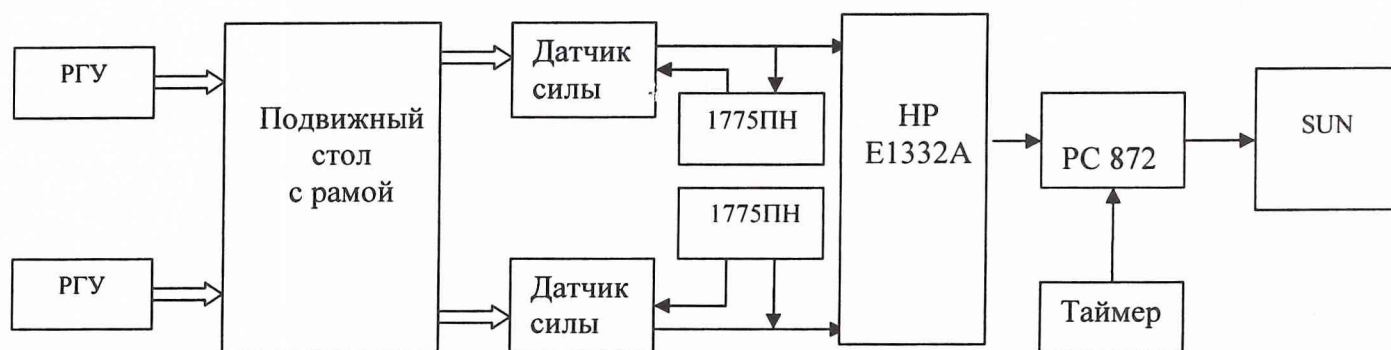 РГУ
Подвижный
стол
с рамой
Датчик
силы
1775ПН
HP
E1332A
PC 872
SUN
1775ПН
РГУ
Датчик
силы
Таймер